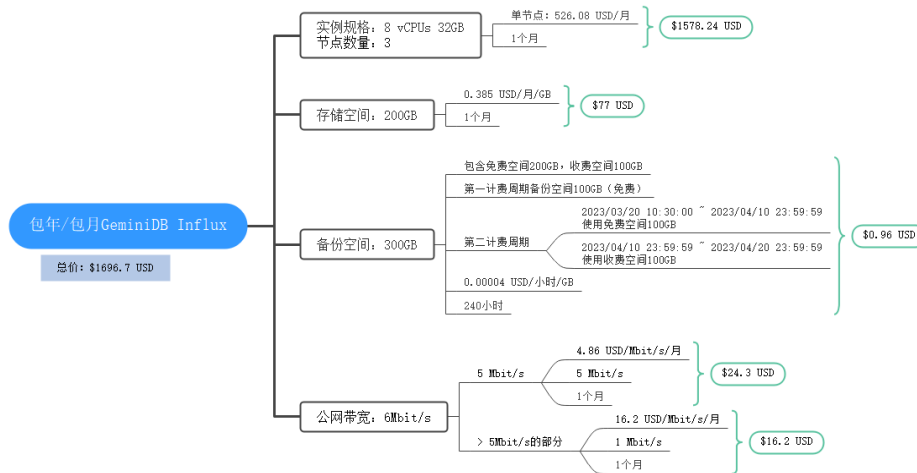 包年/包月GeminiDB Influx
总价：$1696.7 USD
实例规格：8 vCPUs 32GB
节点数量：3
单节点：526.08 USD/月
1个月
$1578.24 USD
存储空间：200GB
0.385 USD/月/GB
1个月
$77 USD
备份空间：300GB
包含免费空间200GB，收费空间100GB
第一计费周期备份空间100GB（免费）
第二计费周期
2023/03/20 10:30:00 ~ 2023/04/10 23:59:59
使用免费空间100GB
2023/04/10 23:59:59 ~ 2023/04/20 23:59:59
使用收费空间100GB
0.00004 USD/小时/GB
240小时
$0.96 USD
公网带宽：6Mbit/s
5 Mbit/s
4.86 USD/Mbit/s/月
5 Mbit/s
1个月
$24.3 USD
> 5Mbit/s的部分
16.2 USD/Mbit/s/月
1 Mbit/s
1个月
$16.2 USD